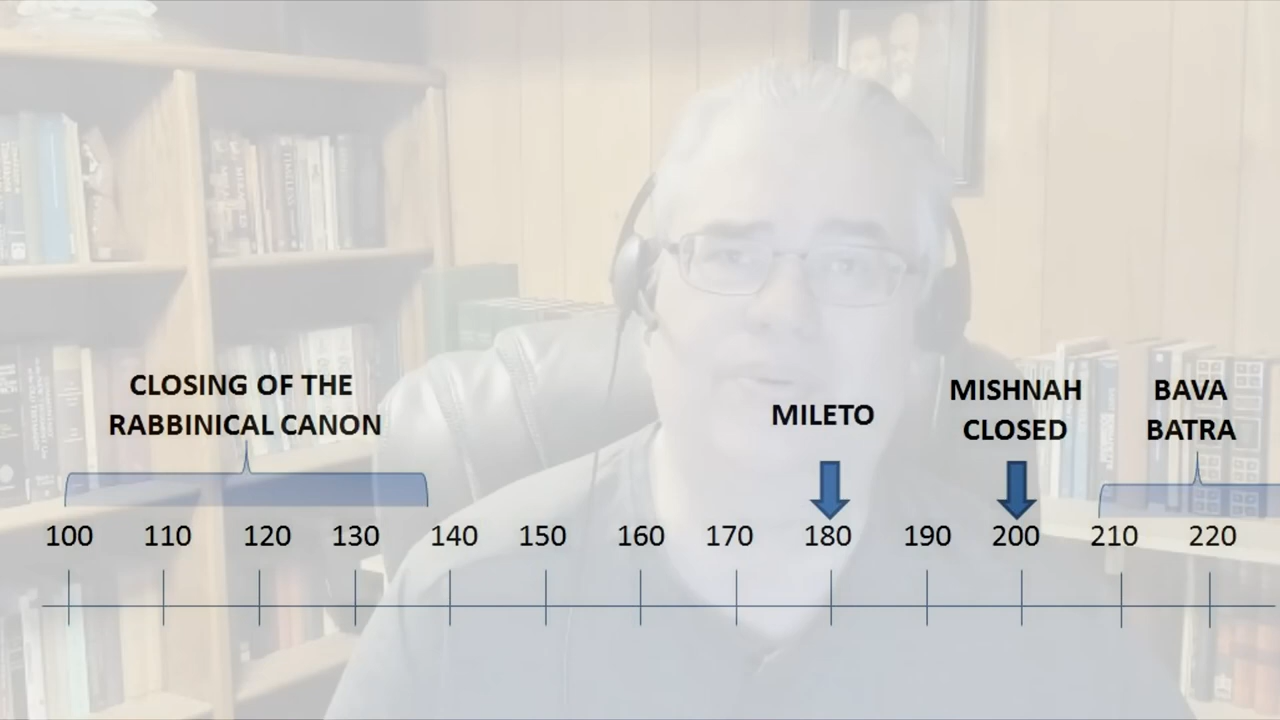 CLOSING OF THE
RABBINICAL CANON
MILETO
MISHNAH
CLOSED
BAVA
BATRA
100 110 120 130 140 150 160 170 180 190 200 210 220